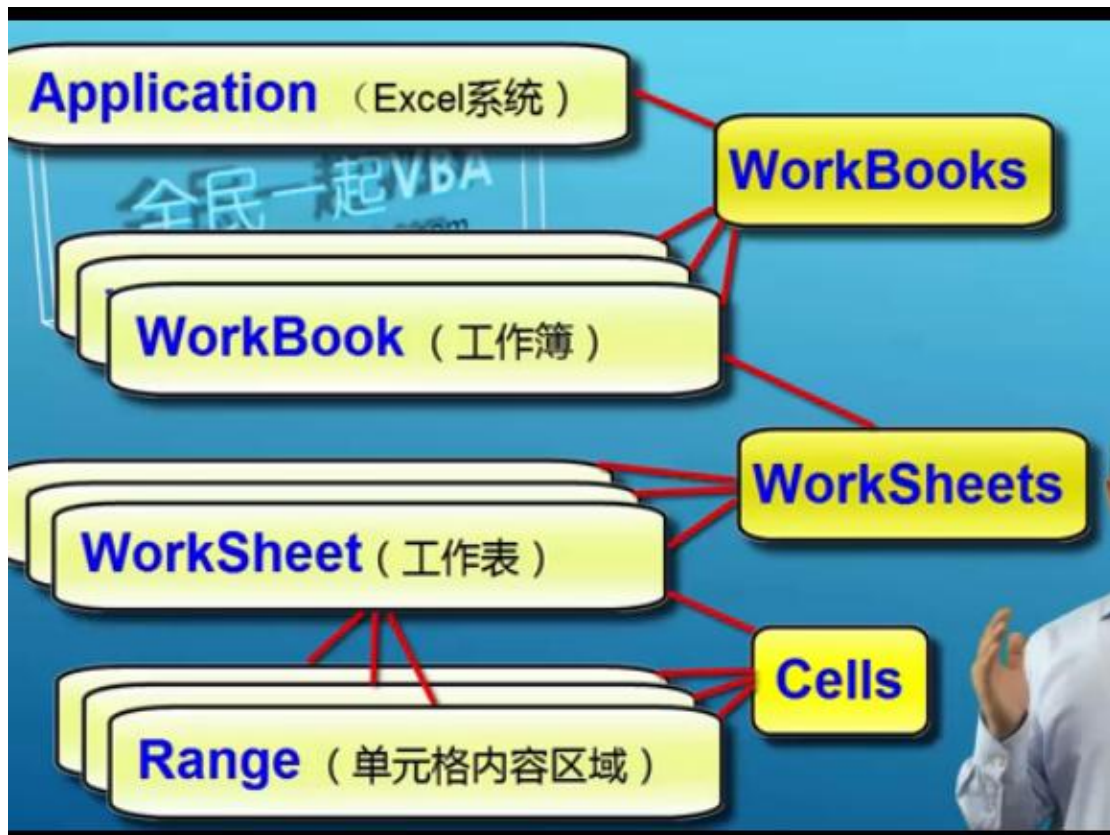 Application （Excel系统）
WorkBooks
全民一起VBA
WorkBook （工作簿）
WorkSheets
WorkSheet（工作表）
Cells
Range （单元格内容区域）